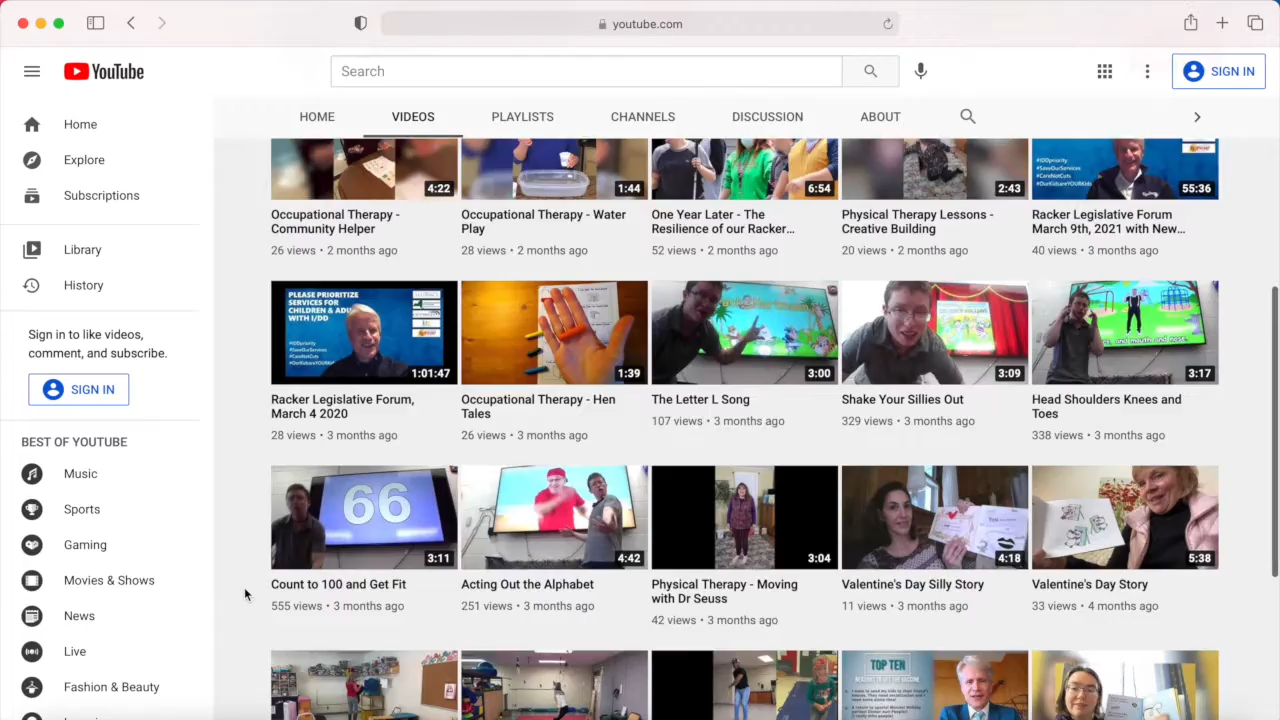 youtube.com
YouTube
Search
SIGN IN
Home
Explore
Subscriptions
Library
History
Sign in to like videos,
comment, and subscribe.
SIGN IN
BEST OF YOUTUBE
Music
Sports
Gaming
Movies & Shows
News
Live
Fashion & Beauty
HOME VIDEOS PLAYLISTS CHANNELS DISCUSSION ABOUT
#IDDpriority
#SaveOurServices
#CareNotCuts
#OurKidsareYOURKids
4:22 1:44 6:54 2:43 55:36
Occupational Therapy -
Community Helper
26 views • 2 months ago
Occupational Therapy - Water
Play
28 views • 2 months ago
One Year Later - The
Resilience of our Racker...
52 views • 2 months ago
Physical Therapy Lessons -
Creative Building
20 views • 2 months ago
Racker Legislative Forum
March 9th, 2021 with New...
40 views • 3 months ago
PLEASE PRIORITIZE
SERVICES FOR
CHILDREN & ADU
WITH I/DD
#IDDpriority
#SaveOurServices
#CareNotCuts
#OurKidsareYOURKids
1:01:47
Racker Legislative Forum,
March 4 2020
28 views • 3 months ago
1:39
Occupational Therapy - Hen
Tales
26 views • 3 months ago
3:00
The Letter L Song
107 views • 3 months ago
3:09
Shake Your Sillies Out
329 views • 3 months ago
and mouth and nose.
3:17
Head Shoulders Knees and
Toes
338 views • 3 months ago
66
3:11
Count to 100 and Get Fit
555 views • 3 months ago
4:42
Acting Out the Alphabet
251 views • 3 months ago
3:04
Physical Therapy - Moving
with Dr Seuss
42 views • 3 months ago
4:18
Valentine's Day Silly Story
11 views • 3 months ago
5:38
Valentine's Day Story
33 views • 4 months ago
TOP TEN